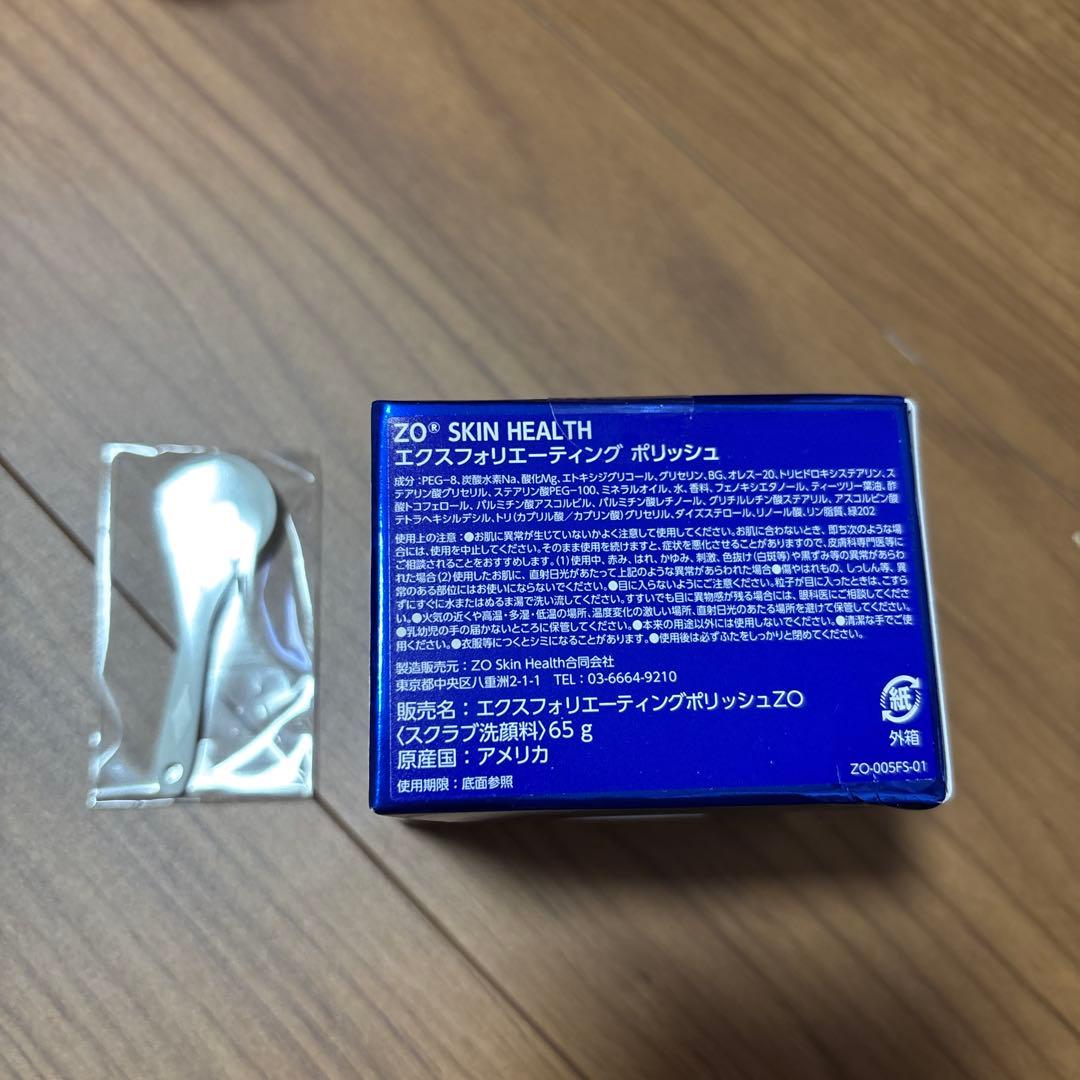 ZO® SKIN HEALTH
エクスフォリエーティング ポリッシュ
成分：PEG-8、炭酸水素Na、酸化Mg、エトキシジグリコール、グリセリン、BG、オレス-20、トリヒドロキシステアリン、ス
テアリン酸グリセリル、ステアリン酸PEG-100、ミネラルオイル、水、香料、フェノキシエタノール、ティーツリー葉油、酢
酸トコフェロール、パルミチン酸アスコルビル、パルミチン酸レチノール、グリチルレチン酸ステアリル、アスコルビン酸
テトラヘキシルデシル、トリ（カプリル酸／カプリン酸）グリセリル、ダイズステロール、リノール酸、リン脂質、緑202
使用上の注意：●お肌に異常が生じていないかよく注意して使用してください。お肌に合わないとき、即ち次のような場
合には、使用を中止してください。そのまま使用を続けますと、症状を悪化させることがありますので、皮膚科専門医等に
ご相談されることをおすすめします。（1）使用中、赤み、はれ、かゆみ、刺激、色抜け（白斑等）や黒ずみ等の異常があらわ
れた場合（2）使用したお肌に、直射日光があたって上記のような異常があらわれた場合●傷やはれもの、しっしん等、異
常のある部位にはお使いにならないでください。●目に入らないようにご注意ください。粒子が目に入ったときは、こすら
ずにすぐに水またはぬるま湯で洗い流してください。すすいでも目に異物感が残る場合には、眼科医にご相談してくださ
い。●火気の近くや高温・多湿・低温の場所、温度変化の激しい場所、直射日光のあたる場所を避けて保管してください。
●乳幼児の手の届かないところに保管してください。●本来の用途以外には使用しないでください。●清潔な手でご使
用ください。●衣服等につくとシミになることがあります。●使用後は必ずふたをしっかりと閉めてください。
製造販売元：ZO Skin Health合同会社
東京都中央区八重洲2-1-1 TEL：03-6664-9210
販売名：エクスフォリエーティングポリッシュZO
〈スクラブ洗顔料〉65 g
原産国：アメリカ
使用期限：底面参照
紙
外箱
ZO-005FS-01